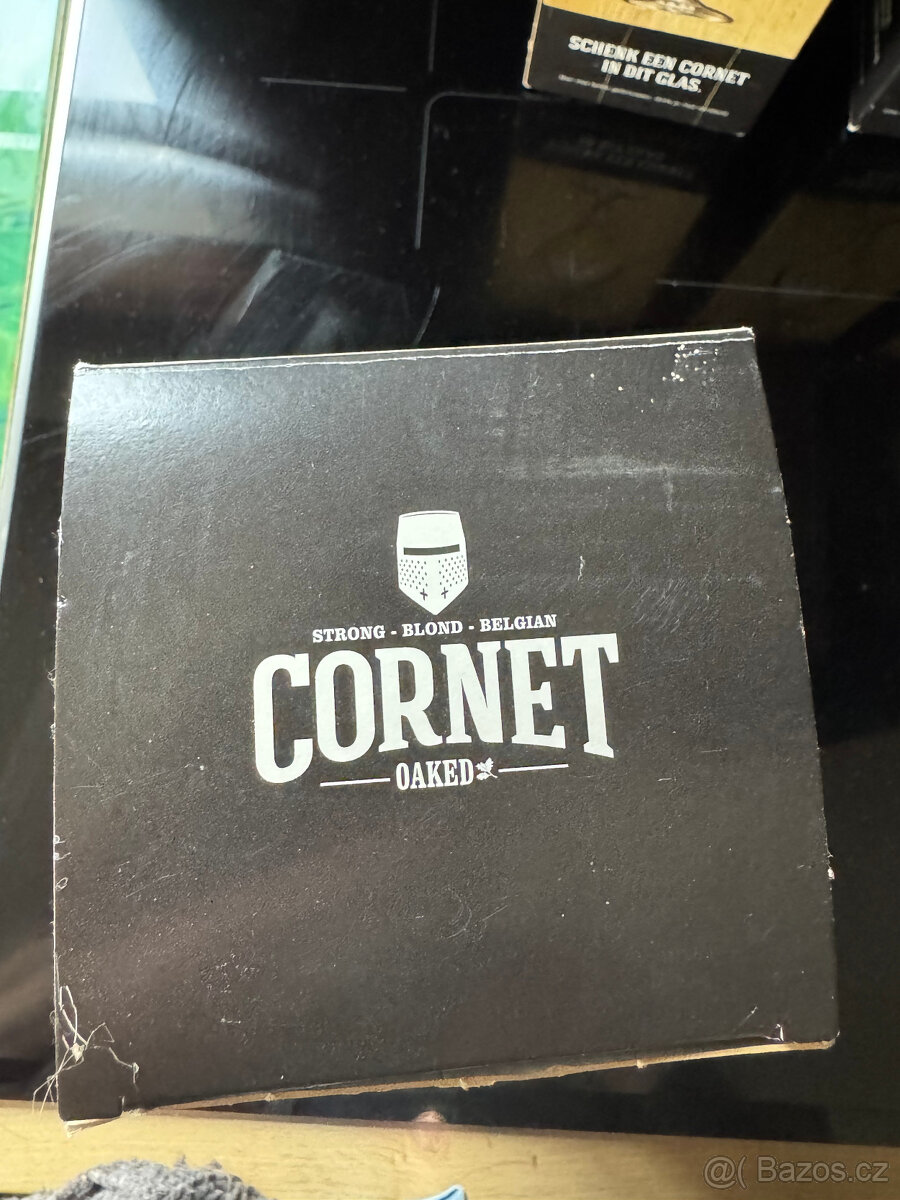 SCHENK EEN CORNET
IN DIT GLAS.
STRONG - BLOND - BELGIAN
CORNET
OAKED
@( Bazos.cz